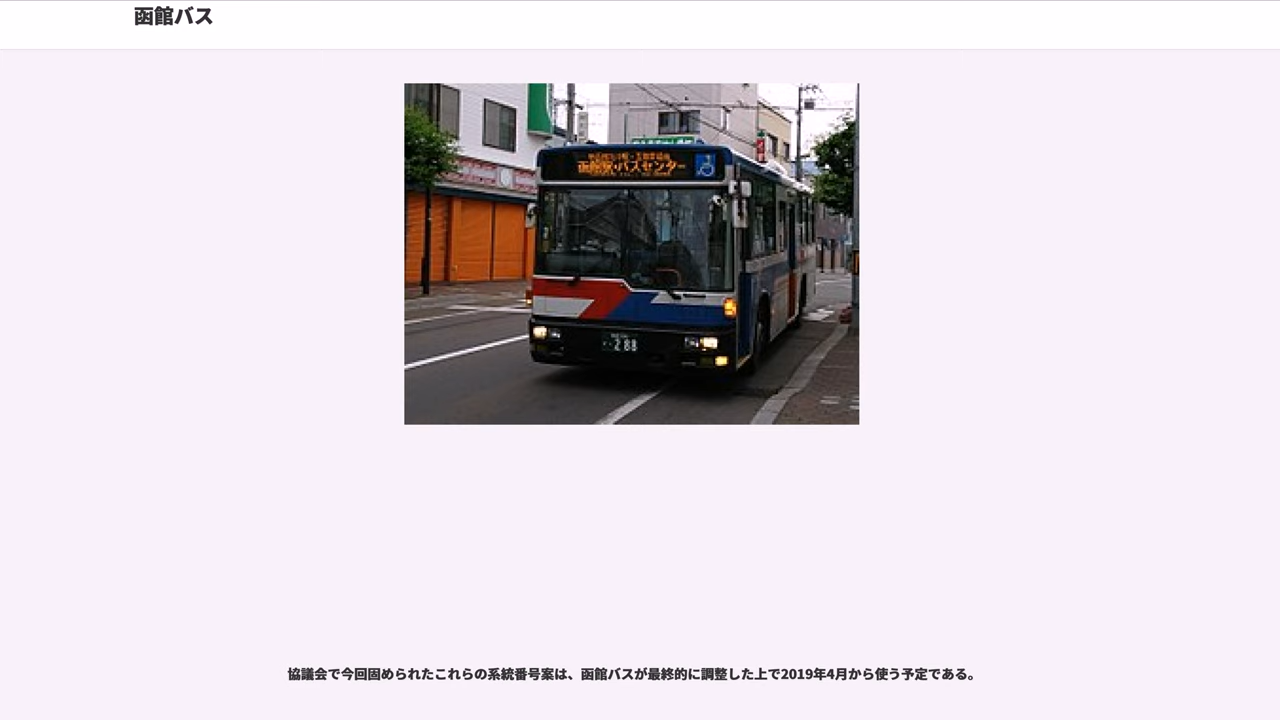 函館バス
函館駅・バスセンター
・288
協議会で今回固められたこれらの系統番号案は、函館バスが最終的に調整した上で2019年4月から使う予定である。